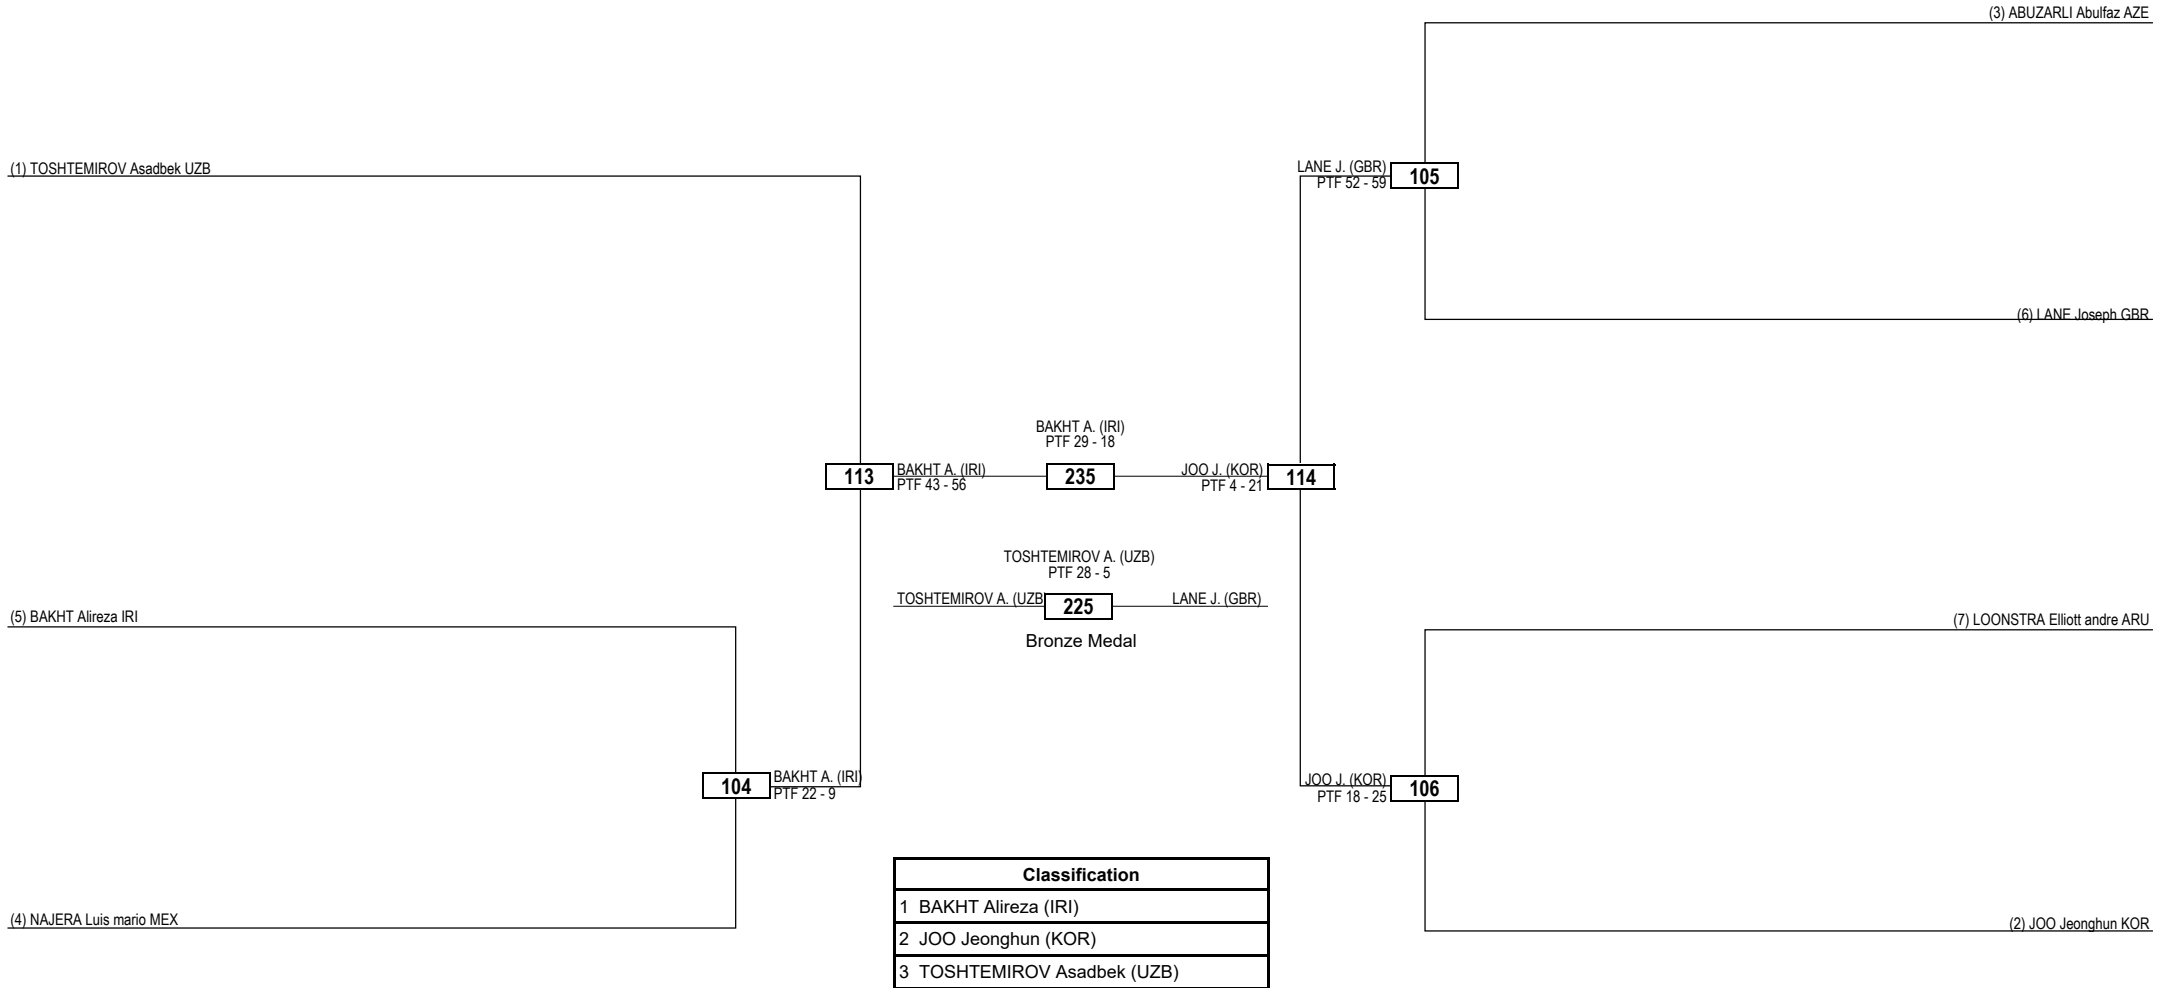 (3) ABUZARLI Abulfaz AZE
(1) TOSHTEMIROV Asadbek UZB
LANE J. (GBR)
PTF 52 - 59
105
(6) LANE Joseph GBR
BAKHT A. (IRI)
PTF 29 - 18
113
BAKHT A. (IRI)
PTF 43 - 56
235
JOO J. (KOR)
PTF 4 - 21
114
TOSHTEMIROV A. (UZB)
PTF 28 - 5
TOSHTEMIROV A. (UZB
225
LANE J. (GBR)
Bronze Medal
(5) BAKHT Alireza IRI
(7) LOONSTRA Elliott andre ARU
104
BAKHT A. (IRI)
PTF 22 - 9
JOO J. (KOR)
PTF 18 - 25
106
(4) NAJERA Luis mario MEX
(2) JOO Jeonghun KOR
Classification
1 BAKHT Alireza (IRI)
2 JOO Jeonghun (KOR)
3 TOSHTEMIROV Asadbek (UZB)